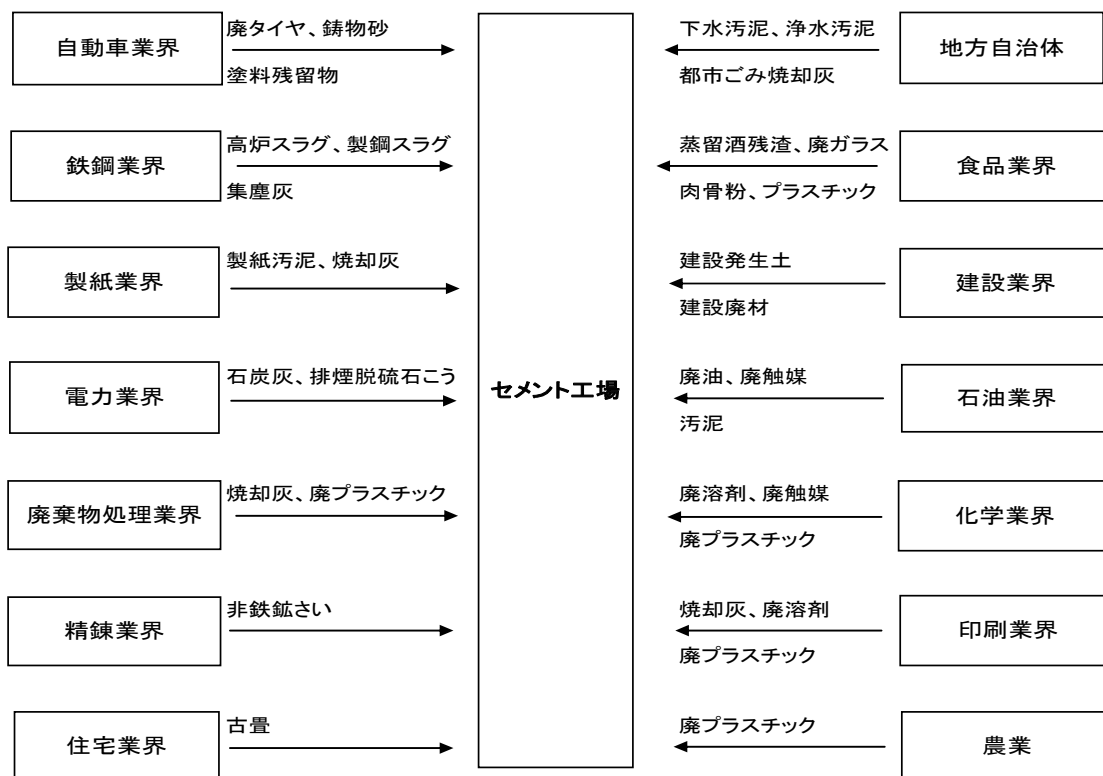 自動車業界
廃タイヤ、鋳物砂
塗料残留物
下水汚泥、浄水汚泥
都市ごみ焼却灰
地方自治体
鉄鋼業界
高炉スラグ、製鋼スラグ
集塵灰
蒸留酒残渣、廃ガラス
肉骨粉、プラスチック
食品業界
製紙業界
製紙汚泥、焼却灰
建設発生土
建設廃材
建設業界
電力業界
石炭灰、排煙脱硫石こう
セメント工場
廃油、廃触媒
汚泥
石油業界
廃棄物処理業界
焼却灰、廃プラスチック
廃溶剤、廃触媒
廃プラスチック
化学業界
精錬業界
非鉄鉱さい
焼却灰、廃溶剤
廃プラスチック
印刷業界
住宅業界
古畳
廃プラスチック
農業